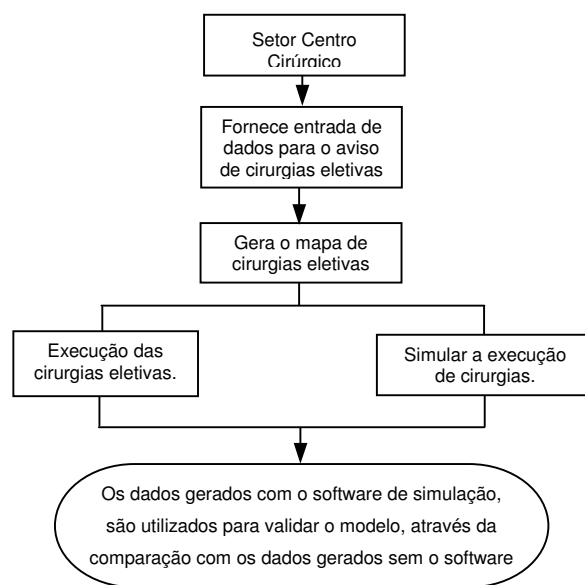 Setor Centro
Cirúrgico
Fornece entrada de
dados para o aviso
de cirurgias eletivas
Gera o mapa de
cirurgias eletivas
Execução das
cirurgias eletivas.
Simular a execução
de cirurgias.
Os dados gerados com o software de simulação,
são utilizados para validar o modelo, através da
comparação com os dados gerados sem o software